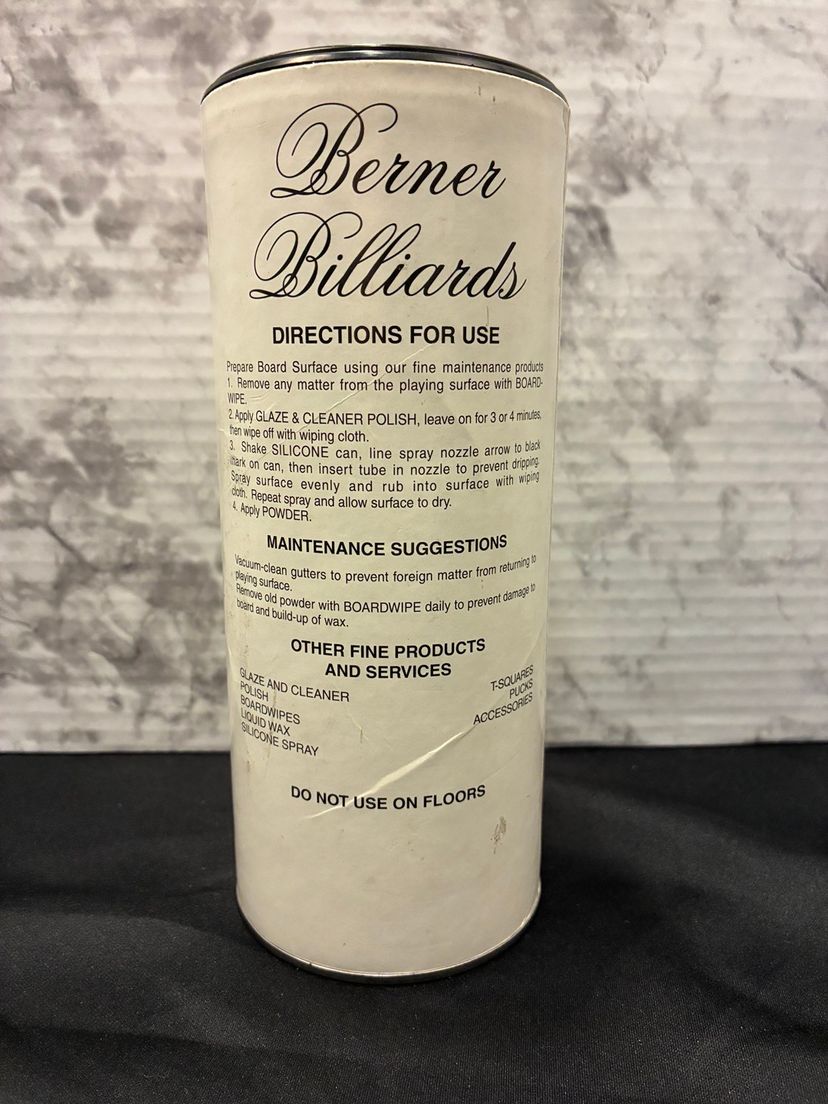 Berner
Billiards
DIRECTIONS FOR USE
Prepare Board Surface using our fine maintenance products
1. Remove any matter from the playing surface with BOARD-
WIPE.
2. Apply GLAZE & CLEANER POLISH, leave on for 3 or 4 minutes,
then wipe off with wiping cloth.
3. Shake SILICONE can, line spray nozzle arrow to black
mark on can, then insert tube in nozzle to prevent dripping.
Spray surface evenly and rub into surface with wiping
cloth. Repeat spray and allow surface to dry.
4. Apply POWDER.
MAINTENANCE SUGGESTIONS
Vacuum-clean gutters to prevent foreign matter from returning to
playing surface.
Remove old powder with BOARDWIPE daily to prevent damage to
board and build-up of wax.
OTHER FINE PRODUCTS
AND SERVICES
GLAZE AND CLEANER
POLISH
BOARDWIPES
LIQUID WAX
SILICONE SPRAY
T-SQUARES
PUCKS
ACCESSORIES
DO NOT USE ON FLOORS